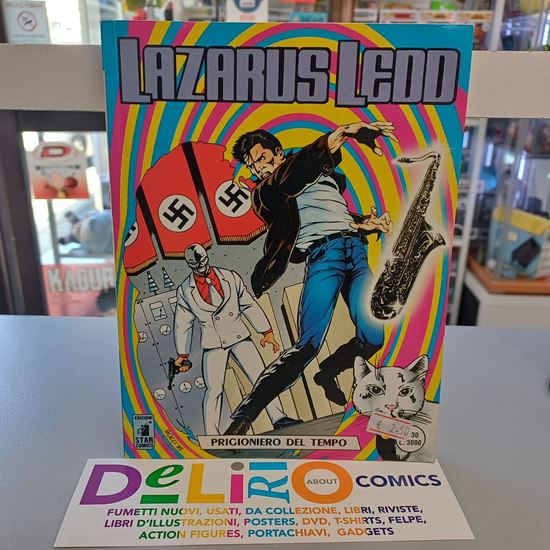 LAZARUS LEDD
KAGUR
PRIGIONIERO DEL TEMPO
EDIZIONI
STAR
COMICS
€ 2.50
30
L. 3000
DeLiRiO ABOUT COMICS
FUMETTI NUOVI, USATI, DA COLLEZIONE, LIBRI, RIVISTE,
LIBRI D'ILLUSTRAZIONI, POSTERS, DVD, T-SHIRTS, FELPE,
ACTION FIGURES, PORTACHIAVI, GADGETS